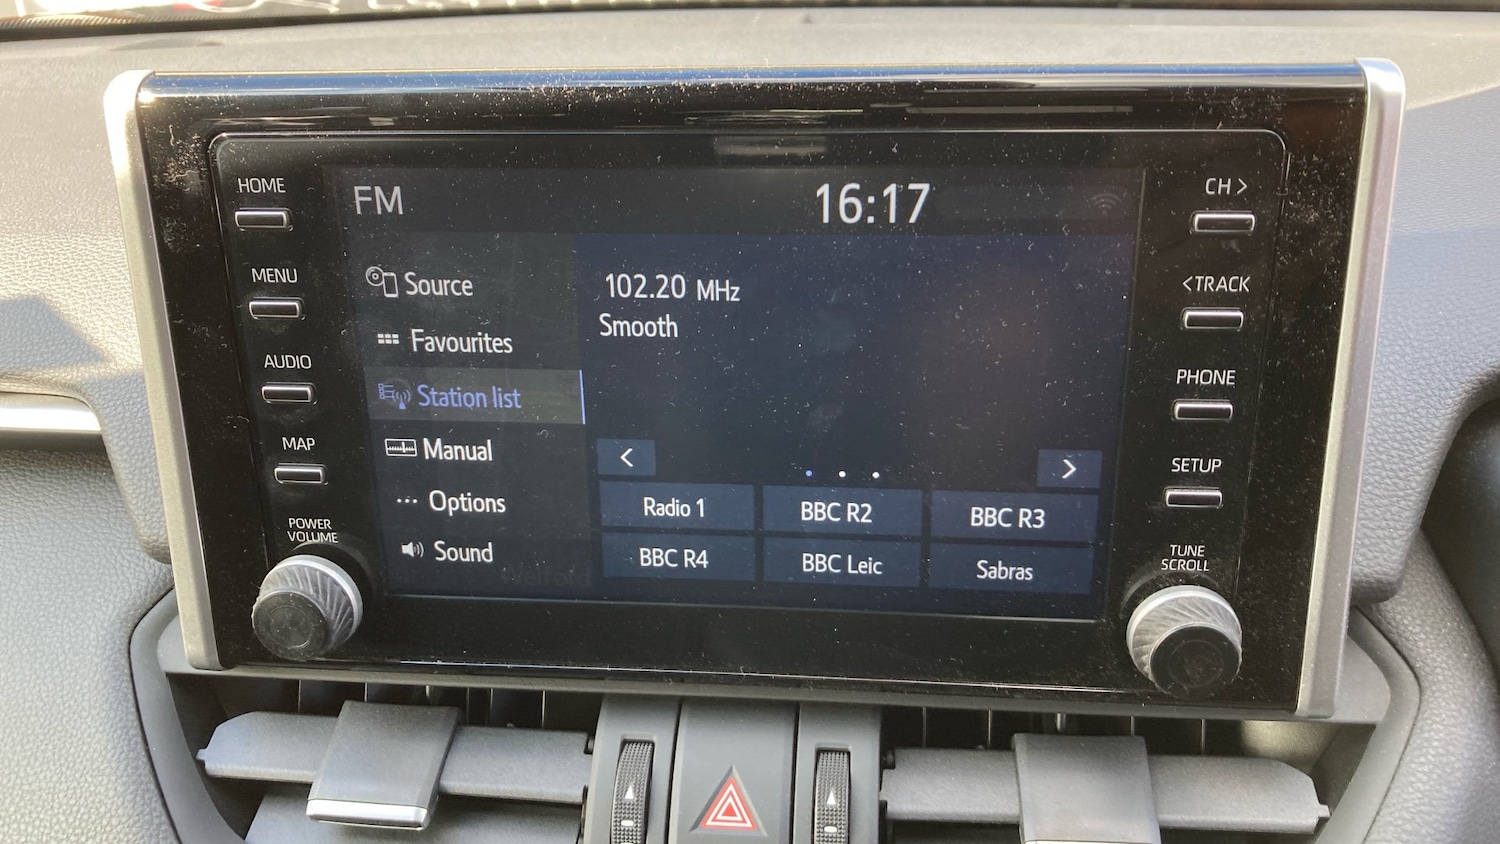 FM
16:17
HOME
MENU
AUDIO
MAP
POWER
VOLUME
Source
Favourites
Station list
Manual
Options
Sound
102.20 MHz
Smooth
<
>
Radio 1
BBC R2
BBC R3
BBC R4
BBC Leic
Sabras
CH >
<TRACK
PHONE
SETUP
TUNE
SCROLL